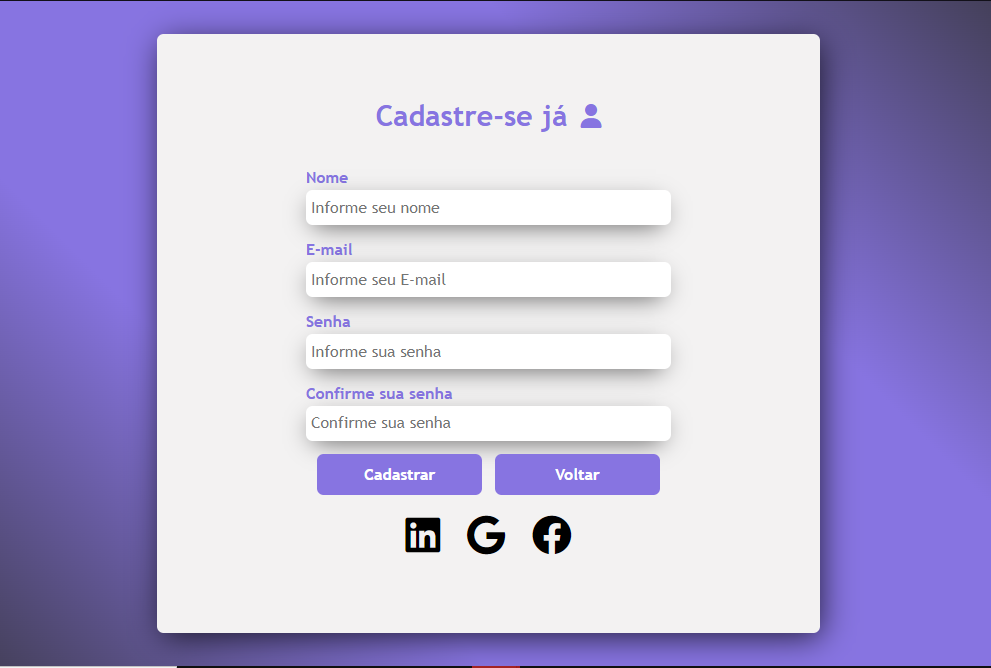 Cadastre-se já
Nome
Informe seu nome
E-mail
Informe seu E-mail
Senha
Informe sua senha
Confirme sua senha
Confirme sua senha
Cadastrar Voltar